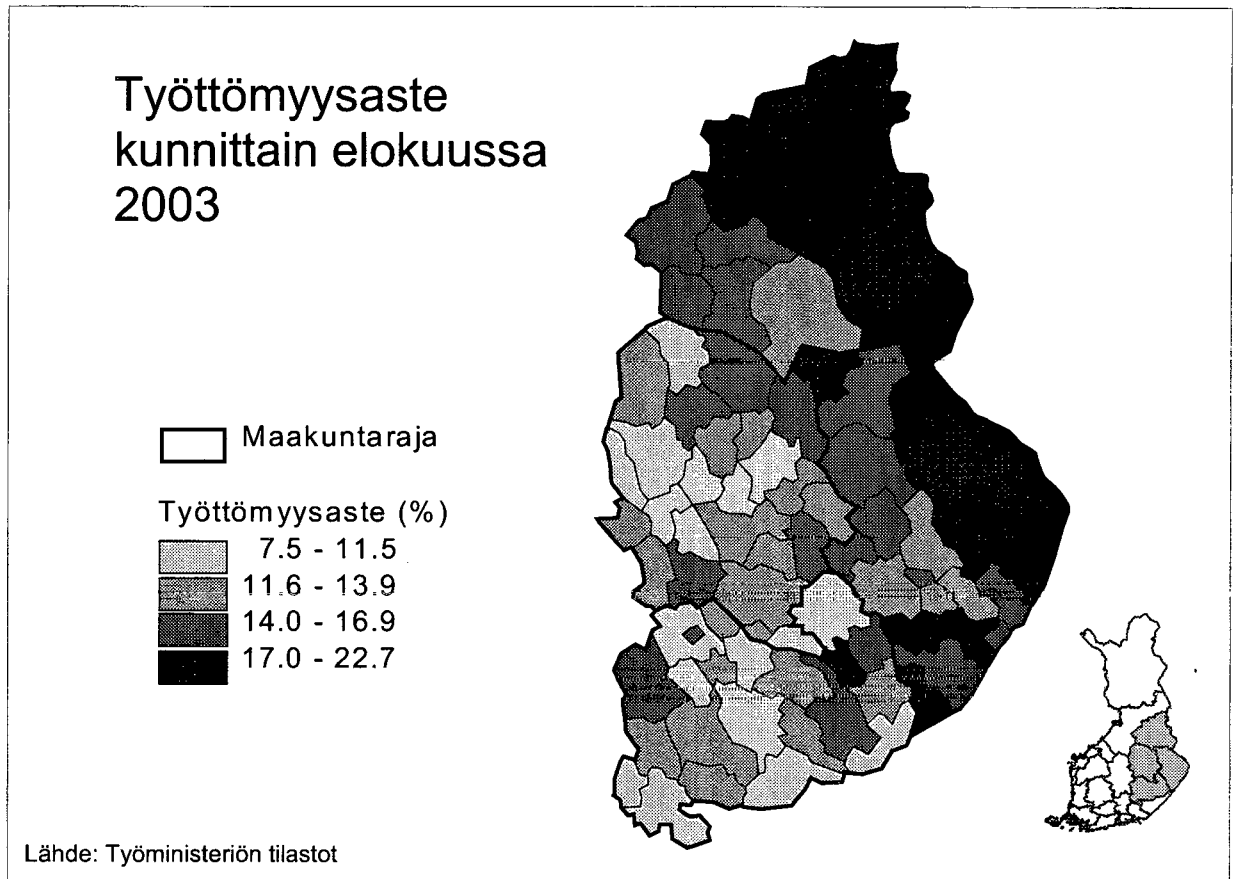 Työttömyysaste
kunnittain elokuussa
2003
Maakuntaraja
Työttömyysaste (%)
7.5 - 11.5
11.6 - 13.9
14.0 - 16.9
17.0 - 22.7
Lähde: Työministeriön tilastot